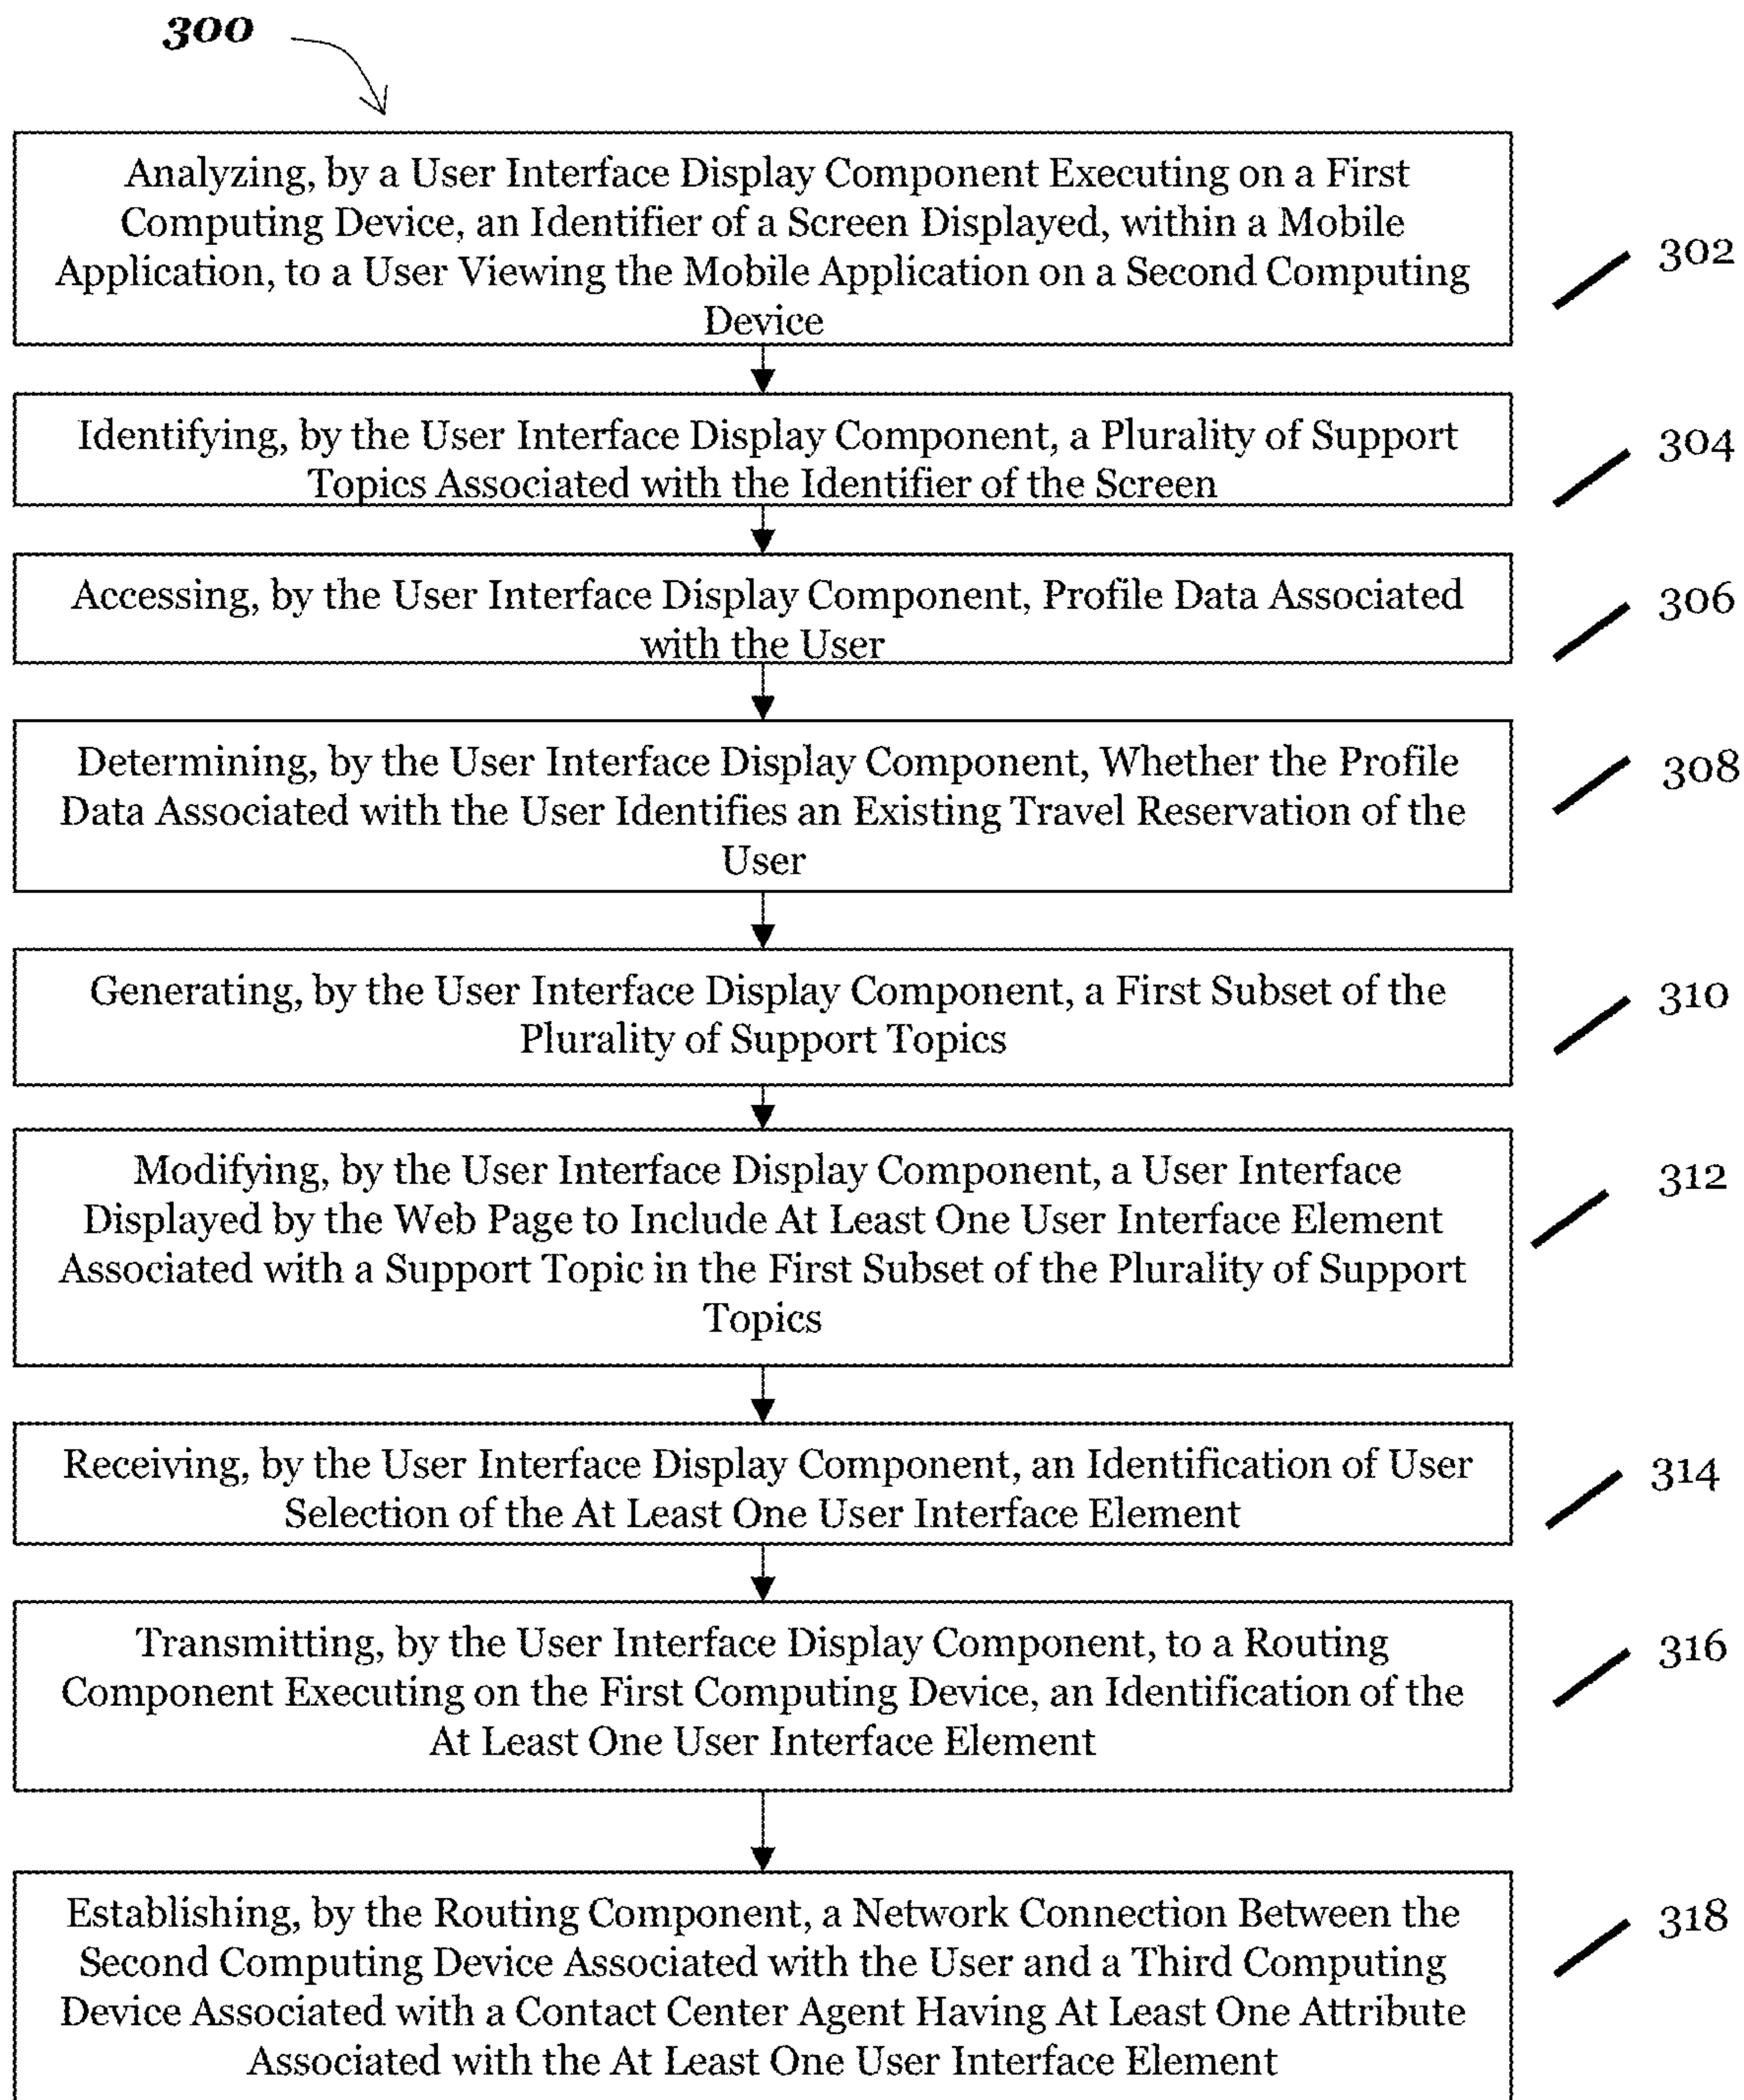 300
Analyzing, by a User Interface Display Component Executing on a First
Computing Device, an Identifier of a Screen Displayed, within a Mobile
Application, to a User Viewing the Mobile Application on a Second Computing
Device
302
Identifying, by the User Interface Display Component, a Plurality of Support
Topics Associated with the Identifier of the Screen
304
Accessing, by the User Interface Display Component, Profile Data Associated
with the User
306
Determining, by the User Interface Display Component, Whether the Profile
Data Associated with the User Identifies an Existing Travel Reservation of the
User
308
Generating, by the User Interface Display Component, a First Subset of the
Plurality of Support Topics
310
Modifying, by the User Interface Display Component, a User Interface
Displayed by the Web Page to Include At Least One User Interface Element
Associated with a Support Topic in the First Subset of the Plurality of Support
Topics
312
Receiving, by the User Interface Display Component, an Identification of User
Selection of the At Least One User Interface Element
314
Transmitting, by the User Interface Display Component, to a Routing
Component Executing on the First Computing Device, an Identification of the
At Least One User Interface Element
316
Establishing, by the Routing Component, a Network Connection Between the
Second Computing Device Associated with the User and a Third Computing
Device Associated with a Contact Center Agent Having At Least One Attribute
Associated with the At Least One User Interface Element
318